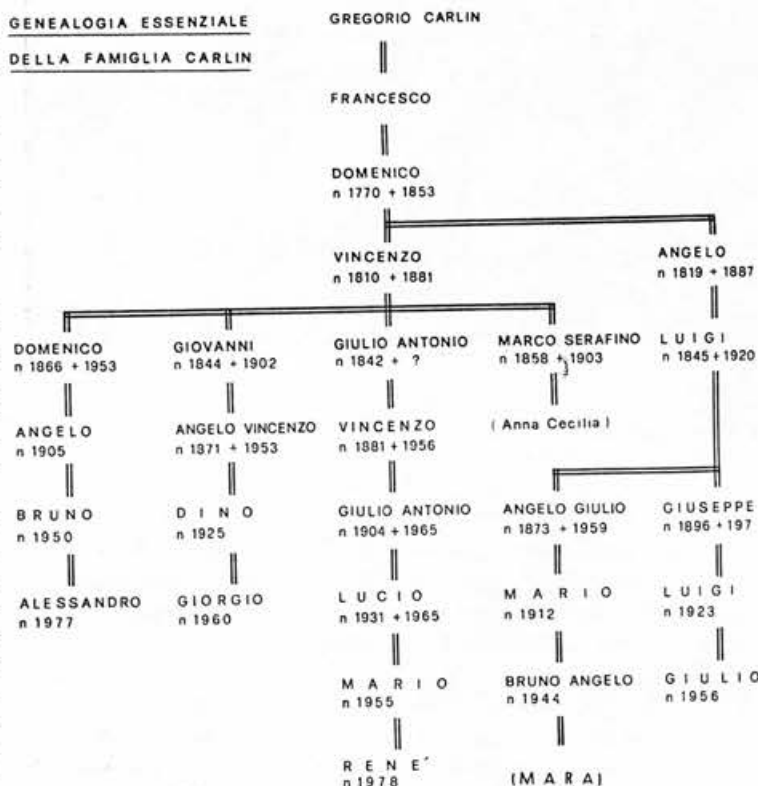 GENEALOGIA ESSENZIALE
DELLA FAMIGLIA CARLIN
GREGORIO CARLIN
FRANCESCO
DOMENICO
n 1770 + 1853
VINCENZO
n 1810 + 1881
ANGELO
n 1819 + 1887
DOMENICO
n 1866 + 1953
GIOVANNI
n 1844 + 1902
GIULIO ANTONIO
n 1842 + ?
MARCO SERAFINO
n 1858 + 1903
LUIGI
n 1845 + 1920
ANGELO
n 1905
ANGELO VINCENZO
n 1871 + 1953
VINCENZO
n 1881 + 1956
(Anna Cecilia)
BRUNO
n 1950
DINO
n 1925
GIULIO ANTONIO
n 1904 + 1965
ANGELO GIULIO
n 1873 + 1959
GIUSEPPE
n 1896 + 197
ALESSANDRO
n 1977
GIORGIO
n 1960
LUCIO
n 1931 + 1965
MARIO
n 1912
LUIGI
n 1923
MARIO
n 1955
BRUNO ANGELO
n 1944
GIULIO
n 1956
RENE´
n 1978
(MARA)